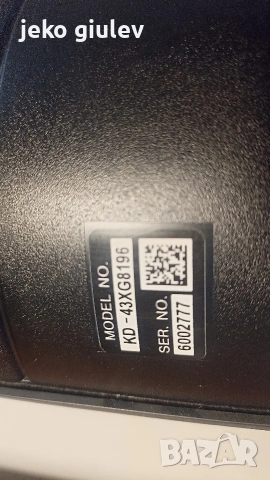 jeko giulev
MODEL NO.
KD-43XG8196
SER. NO.
6002777
BAZAR